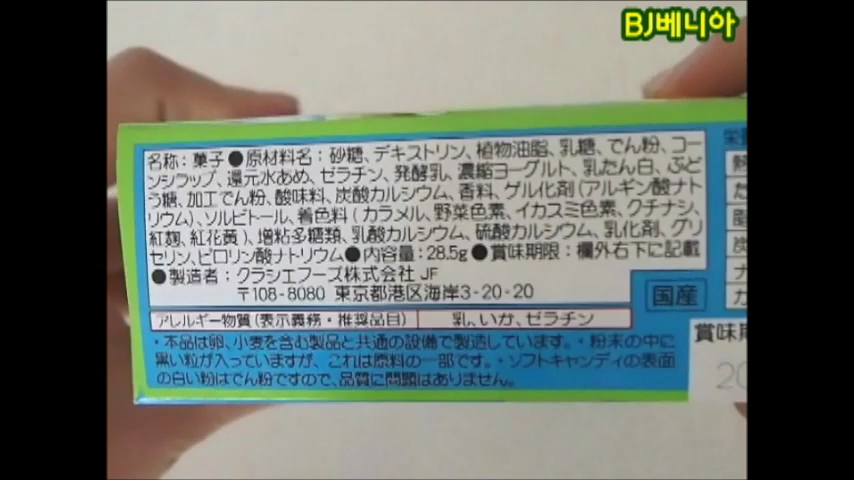 BJ베니아
名称：菓子●原材料名：砂糖、デキストリン、植物油脂、乳糖、でん粉、コー
ンシラップ、還元水あめ、ゼラチン、発酵乳、濃縮ヨーグルト、乳たん白、ぶど
う糖、加工でん粉、酸味料、炭酸カルシウム、香料、ゲル化剤(アルギン酸ナト
リウム)、ソルビトール、着色料(カラメル、野菜色素、イカスミ色素、クチナシ、
紅麹、紅花黄)、増粘多糖類、乳酸カルシウム、硫酸カルシウム、乳化剤、グリ
セリン、ピロリン酸ナトリウム●内容量：28.5g●賞味期限：欄外右下に記載
●製造者：クラシエフーズ株式会社 JF
〒108-8080 東京都港区海岸3-20-20
国産
アレルギー物質(表示義務・推奨品目) 乳、いか、ゼラチン
・本品は卵、小麦を含む製品と共通の設備で製造しています。・粉末の中に
黒い粒が入っていますが、これは原料の一部です。・ソフトキャンディの表面
の白い粉はでん粉ですので、品質に問題はありません。
賞味
20